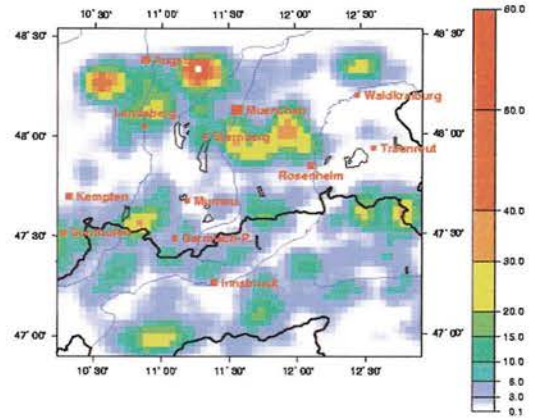 80.0
48° 30'
10° 30'
11° 00'
11° 30'
12° 00'
12° 30'
48° 30'
Waldkraiburg
Muenchen
60.0
Landsberg
48° 00'
Starnberg
48° 00'
Traunreut
Rosenheim
40.0
Kempten
Murnau
30.0
47° 30'
Sonthofen
Garmisch-P.
47° 30'
20.0
Innsbruck
15.0
10.0
47° 00'
47° 00'
6.0
3.0
0.1
10° 30'
11° 00'
11° 30'
12° 00'
12° 30'